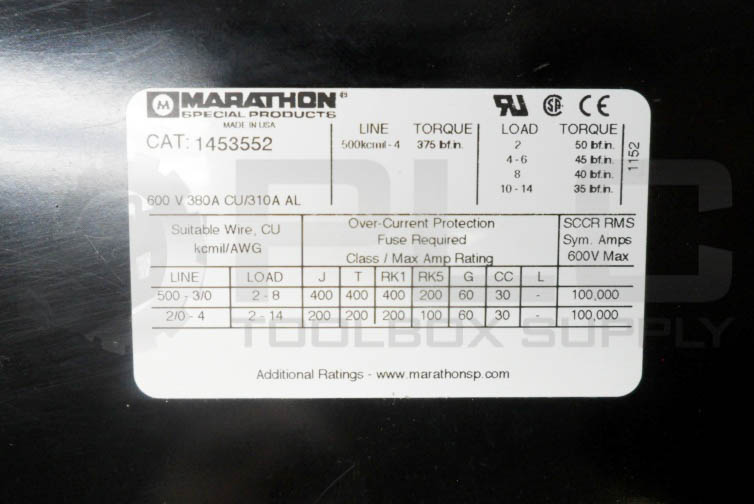 MARATHON®
SPECIAL PRODUCTS
MADE IN USA
CAT: 1453552
600 V 380A CU/310A AL
LINE TORQUE
500kcmil-4 375 lbf.in.
LOAD TORQUE
2 50 lbf.in.
4-6 45 lbf.in.
8 40 lbf.in.
10-14 35 lbf.in.
1152
Suitable Wire, CU
kcmil/AWG
Over-Current Protection
Fuse Required
Class / Max Amp Rating
SCCR RMS
Sym. Amps
600V Max
LINE LOAD J T RK1 RK5 G CC L
500 - 3/0 2 - 8 400 400 400 200 60 30 - 100,000
2/0 - 4 2 - 14 200 200 200 100 60 30 - 100,000
Additional Ratings - www.marathonsp.com
PLC
TOOLBOX SUPPLY